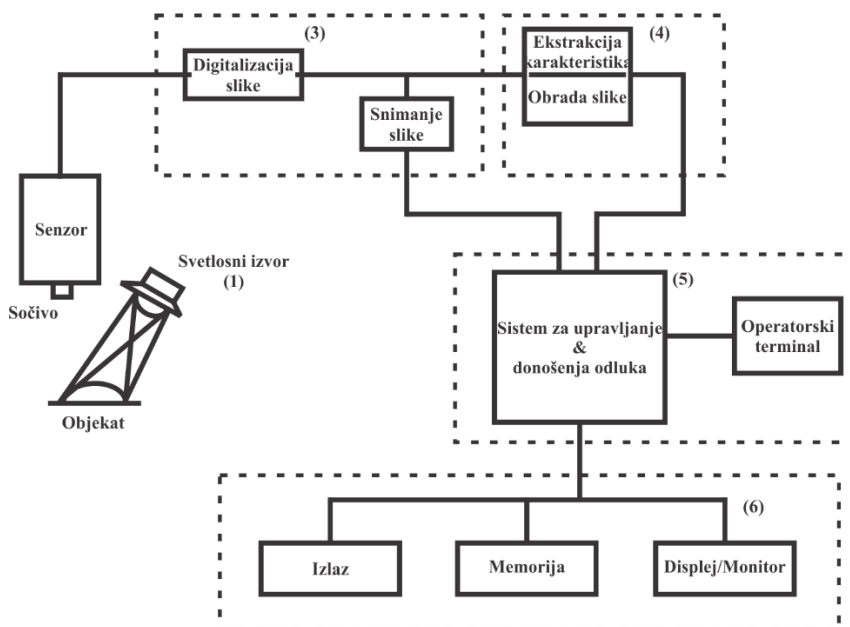 (3)
Digitalizacija
slike
Snimanje
slike
(4)
Ekstrakcija
karakteristika
Obrada slike
Senzor
Sočivo
Svetlosni izvor
(1)
Objekat
(5)
Sistem za upravljanje
&
donošenja odluka
Operatorski
terminal
(6)
Izlaz
Memorija
Displej/Monitor